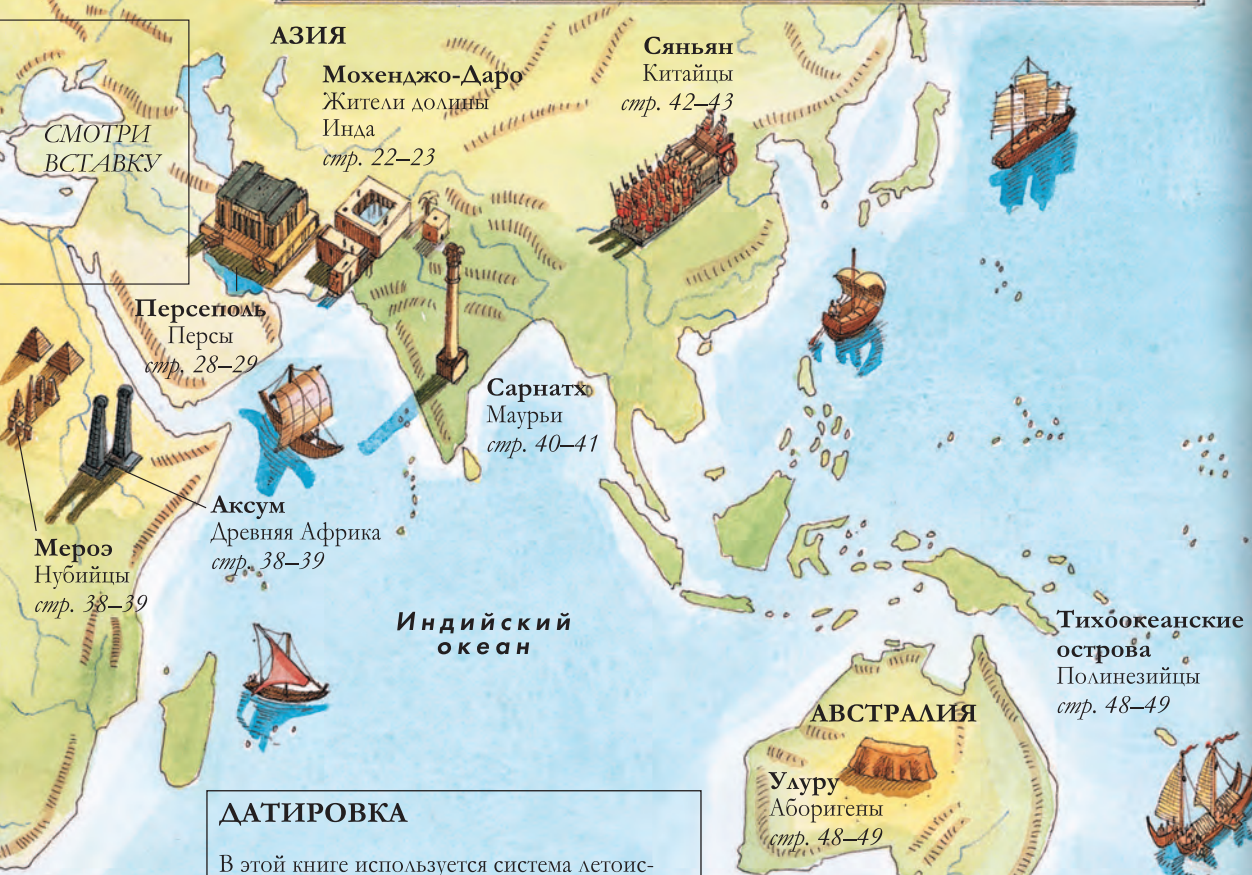 АЗИЯ
Мохенджо-Даро
Жители долины
Инда
стр. 22–23
Сяньян
Китайцы
стр. 42–43
СМОТРИ
ВСТАВКУ
Персеполь
Персы
стр. 28–29
Сарнатх
Маурьи
стр. 40–41
Аксум
Древняя Африка
стр. 38–39
Мероэ
Нубийцы
стр. 38–39
Индийский
океан
Тихоокеанские
острова
Полинезийцы
стр. 48–49
АВСТРАЛИЯ
Улуру
Аборигены
стр. 48–49
ДАТИРОВКА
В этой книге используется система летоис-